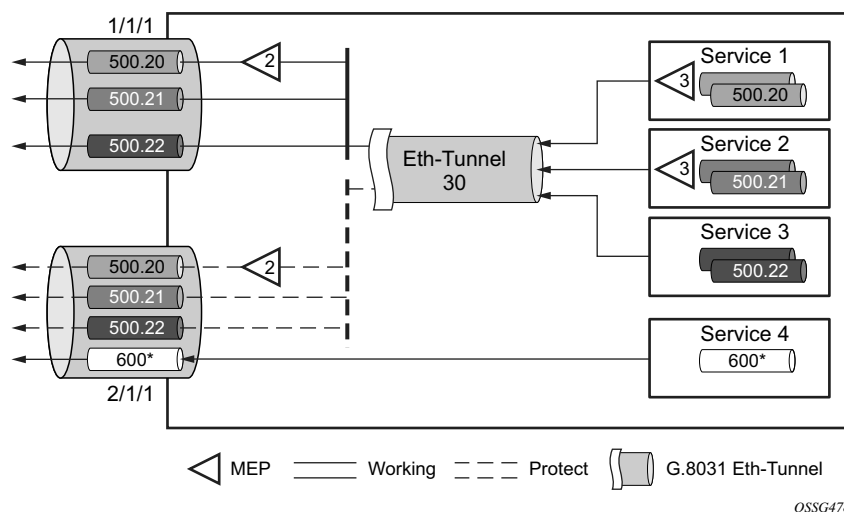 1/1/1
500.20
2
500.21
500.22
Eth-Tunnel
30
Service 1
3
500.20
Service 2
3
500.21
Service 3
500.22
500.20
2
500.21
500.22
600*
2/1/1
Service 4
600*
MEP
Working
Protect
G.8031 Eth-Tunnel